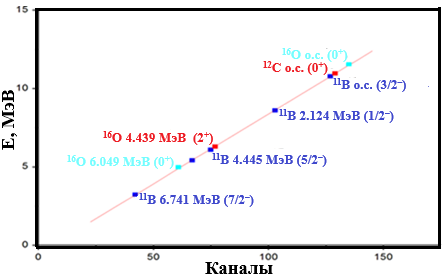 15
¹⁶O o.c. (0⁺)
¹²C o.c. (0⁺)
¹¹B o.c. (3/2⁻)
10
¹¹B 2.124 МэВ (1/2⁻)
E, МэВ
¹⁶O 4.439 МэВ (2⁺)
¹⁶O 6.049 МэВ (0⁺)
¹¹B 4.445 МэВ (5/2⁻)
5
¹¹B 6.741 МэВ (7/2⁻)
0
0 50 100 150
Каналы